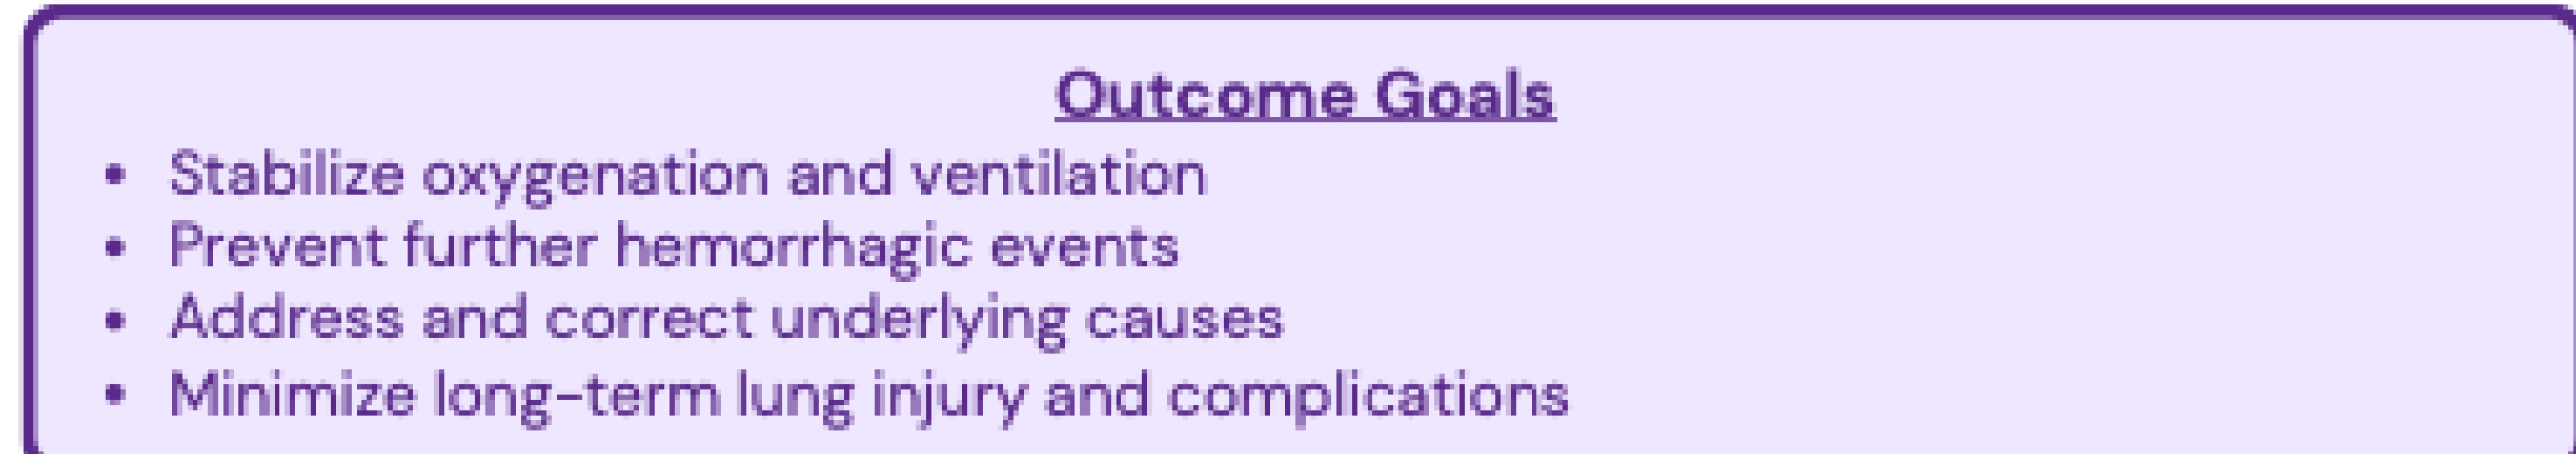 Outcome Goals
• Stabilize oxygenation and ventilation
• Prevent further hemorrhagic events
• Address and correct underlying causes
• Minimize long-term lung injury and complications